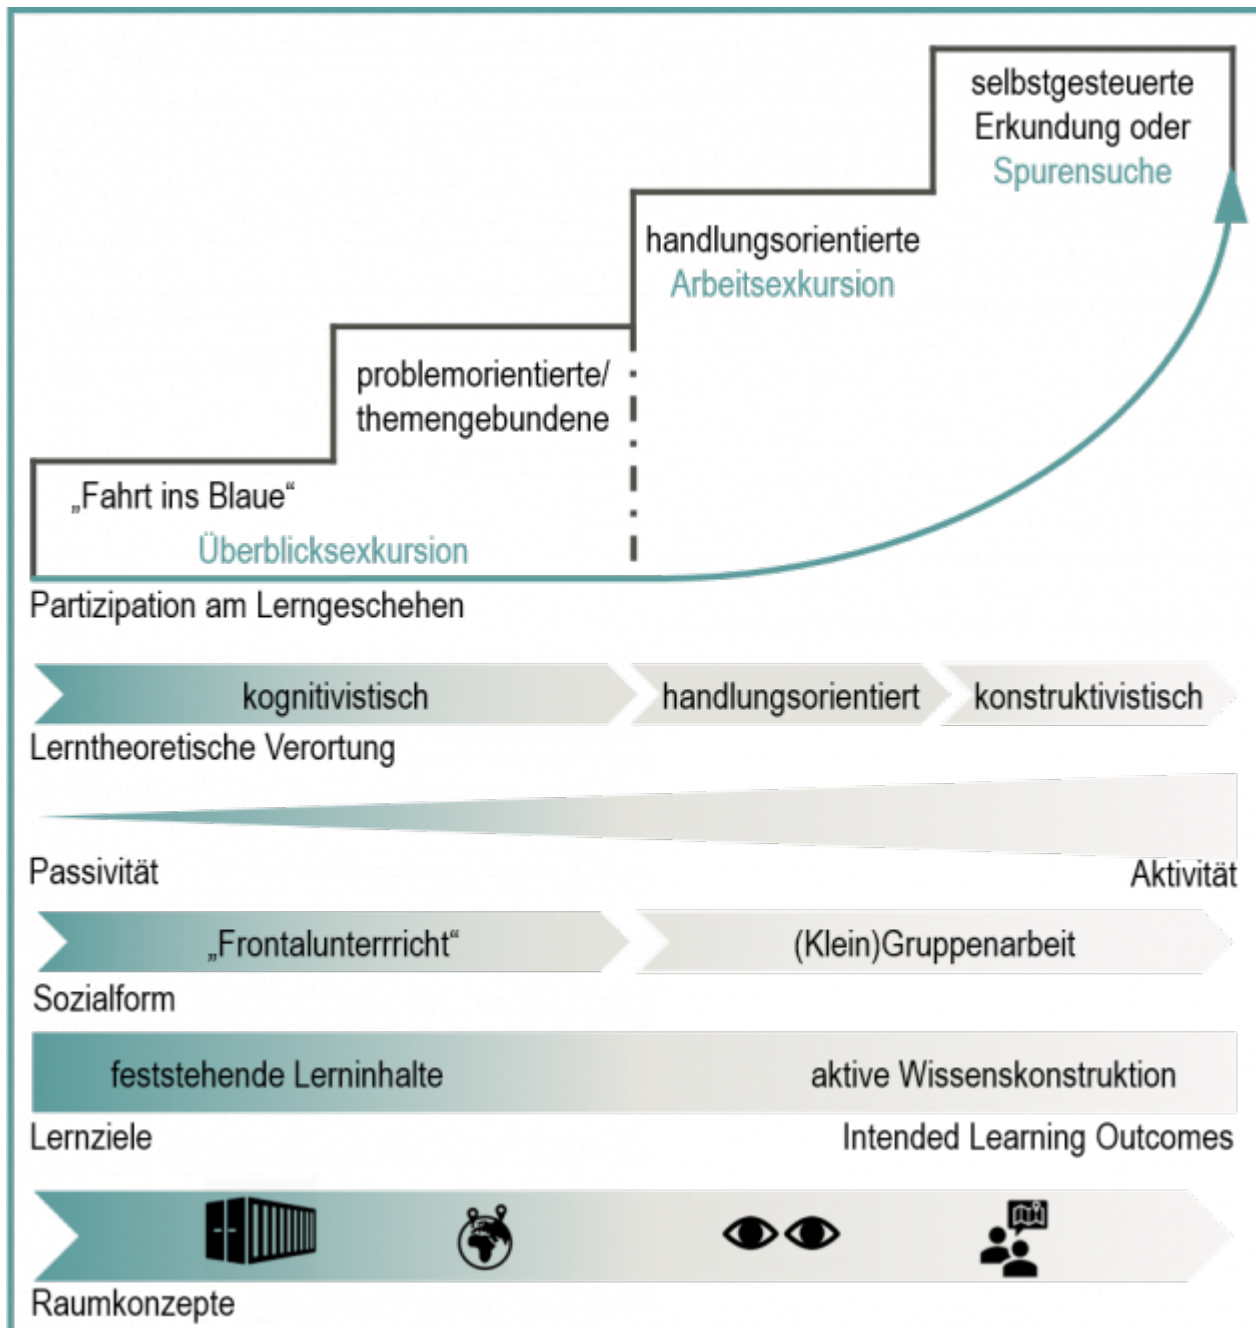 selbstgesteuerte
Erkundung oder
Spurensuche
handlungsorientierte
Arbeitsexkursion
problemorientierte/
themengebundene
„Fahrt ins Blaue“
Überblicksexkursion
Partizipation am Lerngeschehen
kognitivistisch handlungsorientiert konstruktivistisch
Lerntheoretische Verortung
Passivität Aktivität
„Frontalunterrricht“ (Klein)Gruppenarbeit
Sozialform
feststehende Lerninhalte aktive Wissenskonstruktion
Lernziele Intended Learning Outcomes
Raumkonzepte